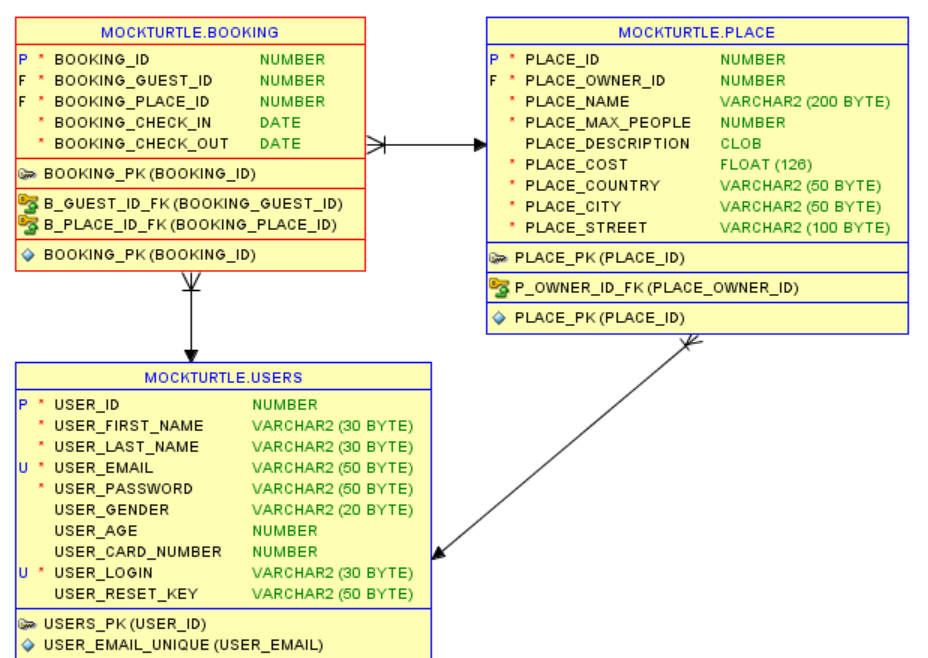 MOCKTURTLE.BOOKING
P * BOOKING_ID NUMBER
F * BOOKING_GUEST_ID NUMBER
F * BOOKING_PLACE_ID NUMBER
* BOOKING_CHECK_IN DATE
* BOOKING_CHECK_OUT DATE
BOOKING_PK (BOOKING_ID)
B_GUEST_ID_FK (BOOKING_GUEST_ID)
B_PLACE_ID_FK (BOOKING_PLACE_ID)
BOOKING_PK (BOOKING_ID)
MOCKTURTLE.PLACE
P * PLACE_ID NUMBER
F * PLACE_OWNER_ID NUMBER
* PLACE_NAME VARCHAR2 (200 BYTE)
* PLACE_MAX_PEOPLE NUMBER
PLACE_DESCRIPTION CLOB
* PLACE_COST FLOAT (126)
* PLACE_COUNTRY VARCHAR2 (50 BYTE)
* PLACE_CITY VARCHAR2 (50 BYTE)
* PLACE_STREET VARCHAR2 (100 BYTE)
PLACE_PK (PLACE_ID)
P_OWNER_ID_FK (PLACE_OWNER_ID)
PLACE_PK (PLACE_ID)
MOCKTURTLE.USERS
P * USER_ID NUMBER
* USER_FIRST_NAME VARCHAR2 (30 BYTE)
* USER_LAST_NAME VARCHAR2 (30 BYTE)
U * USER_EMAIL VARCHAR2 (50 BYTE)
* USER_PASSWORD VARCHAR2 (50 BYTE)
USER_GENDER VARCHAR2 (20 BYTE)
USER_AGE NUMBER
USER_CARD_NUMBER NUMBER
U * USER_LOGIN VARCHAR2 (30 BYTE)
USER_RESET_KEY VARCHAR2 (50 BYTE)
USERS_PK (USER_ID)
USER_EMAIL_UNIQUE (USER_EMAIL)